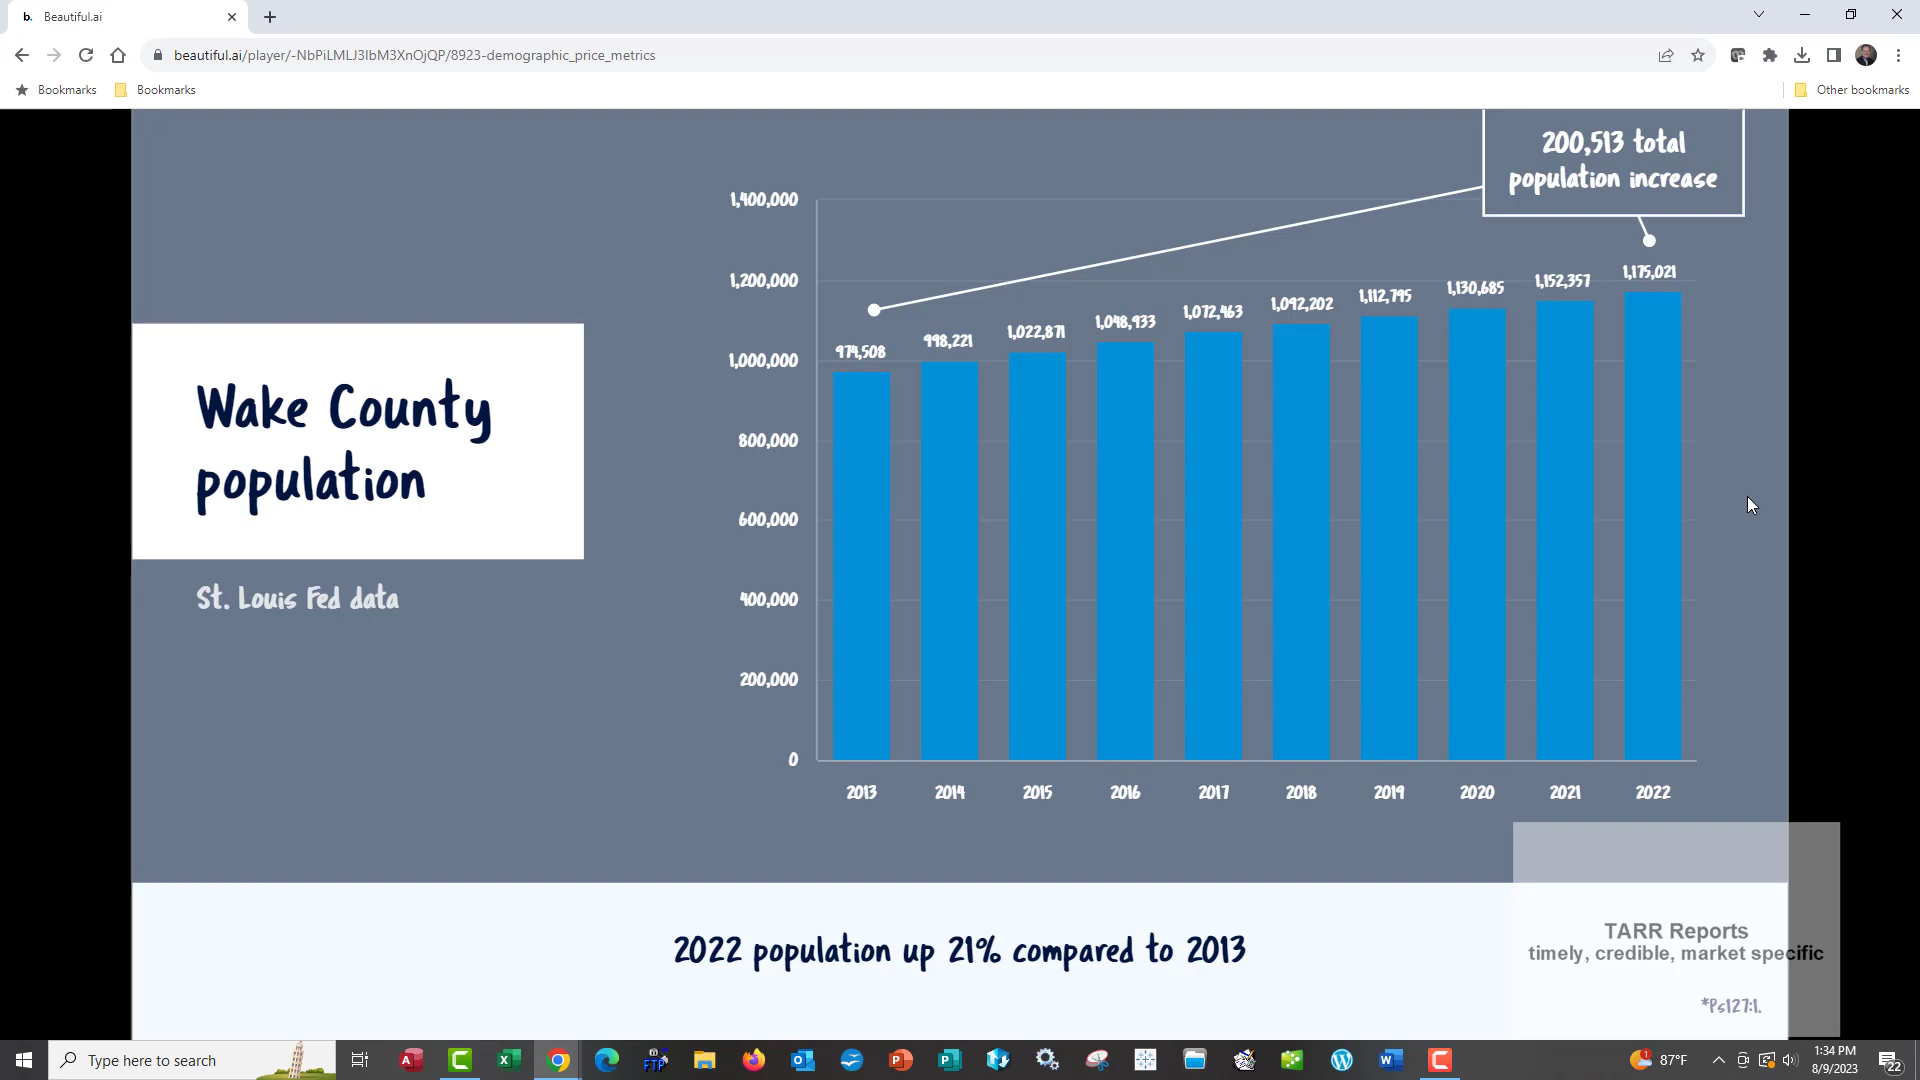 b.
Beautiful.ai
beautiful.ai/player/-NbPiLMLJ3IbM3XnOjQP/8923-demographic_price_metrics
Bookmarks
Bookmarks
Other bookmarks
200,513 total
population increase
1,400,000
1,200,000
1,000,000
800,000
600,000
400,000
200,000
0
974,508
998,221
1,022,871
1,048,933
1,072,463
1,092,202
1,112,795
1,130,685
1,152,357
1,175,021
2013
2014
2015
2016
2017
2018
2019
2020
2021
2022
Wake County
population
St. Louis Fed data
2022 population up 21% compared to 2013
TARR Reports
timely, credible, market specific
*Ps127:1.
Type here to search
FTP
1
87°F
1:34 PM
8/9/2023
22